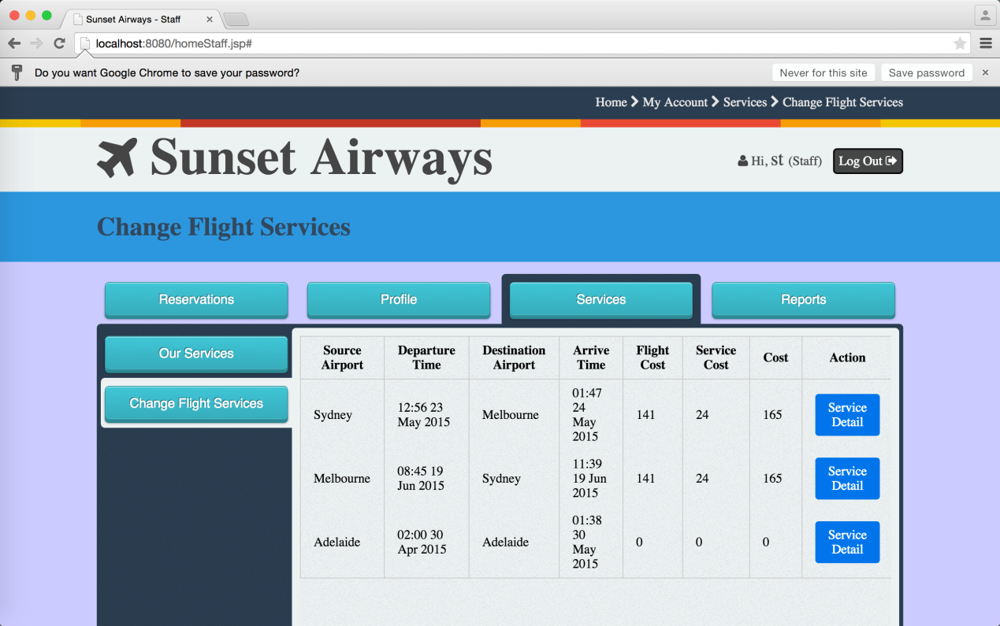 Sunset Airways - Staff
localhost:8080/homeStaff.jsp#
Do you want Google Chrome to save your password?
Never for this site
Save password
Home
My Account
Services
Change Flight Services
Sunset Airways
Hi, st (Staff)
Log Out
Change Flight Services
Reservations
Profile
Services
Reports
Our Services
Change Flight Services
Source
Airport
Departure
Time
Destination
Airport
Arrive
Time
Flight
Cost
Service
Cost
Cost
Action
Sydney
12:56 23
May 2015
Melbourne
01:47
24
May
2015
141
24
165
Service
Detail
Melbourne
08:45 19
Jun 2015
Sydney
11:39
19 Jun
2015
141
24
165
Service
Detail
Adelaide
02:00 30
Apr 2015
Adelaide
01:38
30
May
2015
0
0
0
Service
Detail